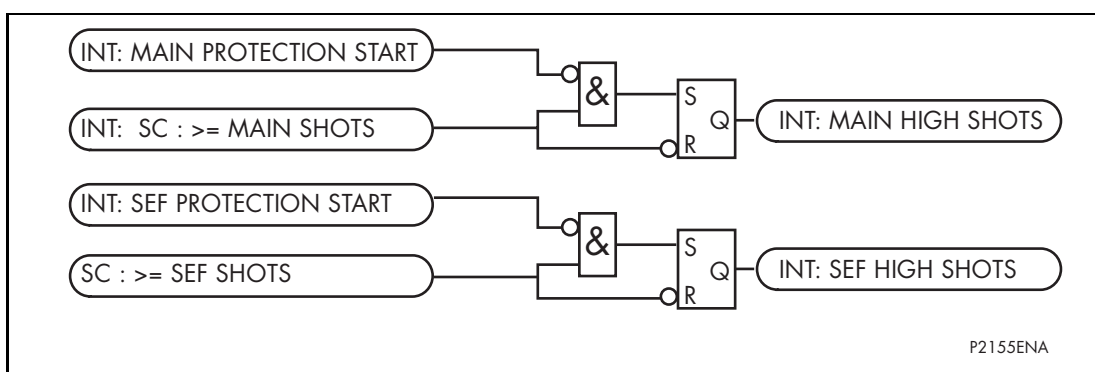 INT: MAIN PROTECTION START
&
S
Q
R
INT: MAIN HIGH SHOTS
INT: SC : >= MAIN SHOTS
INT: SEF PROTECTION START
&
S
Q
R
INT: SEF HIGH SHOTS
SC : >= SEF SHOTS
P2155ENA